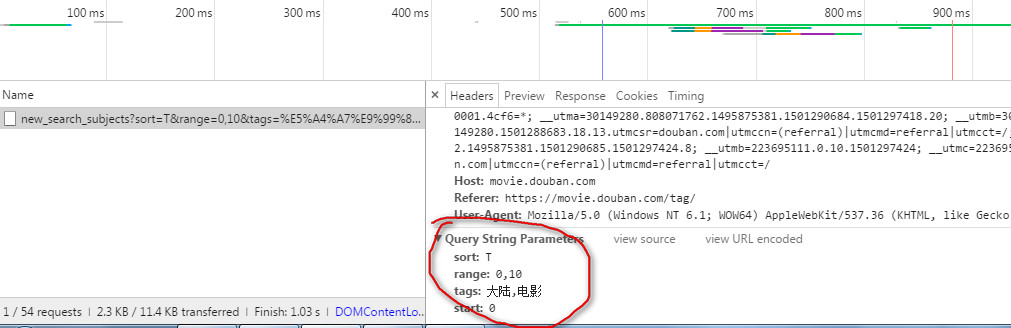 100 ms 200 ms 300 ms 400 ms 500 ms 600 ms 700 ms 800 ms 900 ms
Name
× Headers Preview Response Cookies Timing
new_search_subjects?sort=T&range=0,10&tags=%E5%A4%A7%E9%99%8...
0001.4cf6=*; __utma=30149280.808071762.1495875381.1501290684.1501297418.20; __utmb=30
149280.1501288683.18.13.utmcsr=douban.com|utmccn=(referral)|utmcmd=referral|utmcct=/
2.1495875381.1501290685.1501297424.8; __utmb=223695111.0.10.1501297424; __utmc=22369
n.com|utmccn=(referral)|utmcmd=referral|utmcct=/
Host: movie.douban.com
Referer: https://movie.douban.com/tag/
User-Agent: Mozilla/5.0 (Windows NT 6.1; WOW64) AppleWebKit/537.36 (KHTML, like Gecko
▼ Query String Parameters view source view URL encoded
sort: T
range: 0,10
tags: 大陆,电影
start: 0
1 / 54 requests | 2.3 KB / 11.4 KB transferred | Finish: 1.03 s | DOMContentLo...